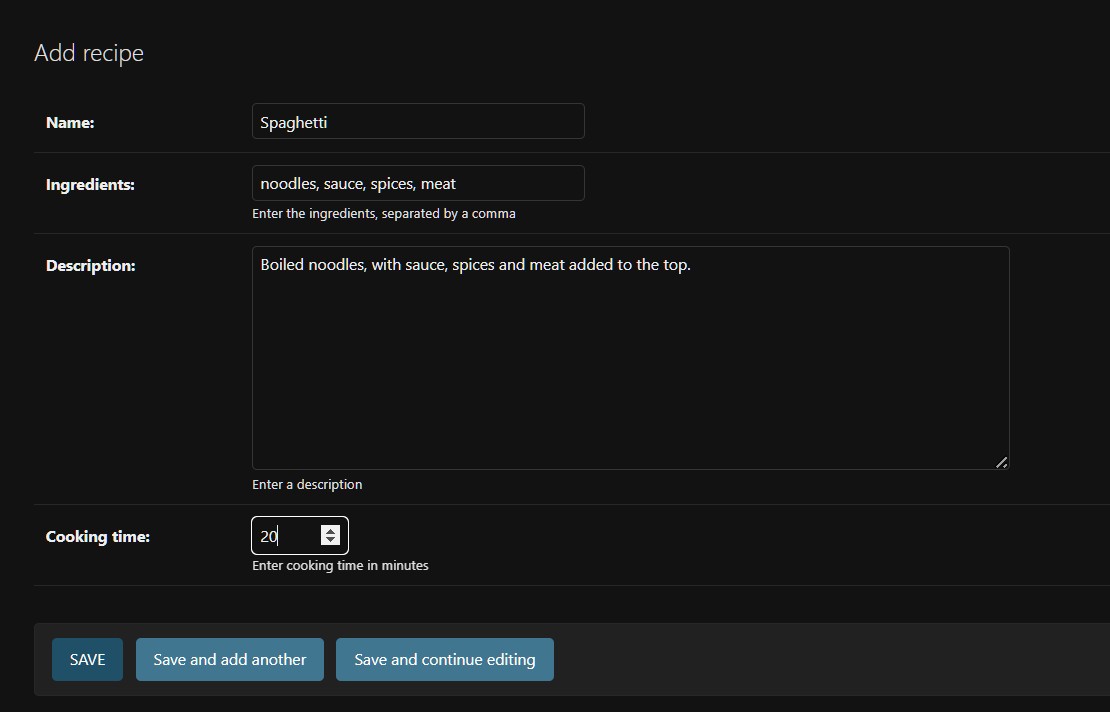 Add recipe
Name:
Spaghetti
Ingredients:
noodles, sauce, spices, meat
Enter the ingredients, separated by a comma
Description:
Boiled noodles, with sauce, spices and meat added to the top.
Enter a description
Cooking time:
20
Enter cooking time in minutes
SAVE
Save and add another
Save and continue editing